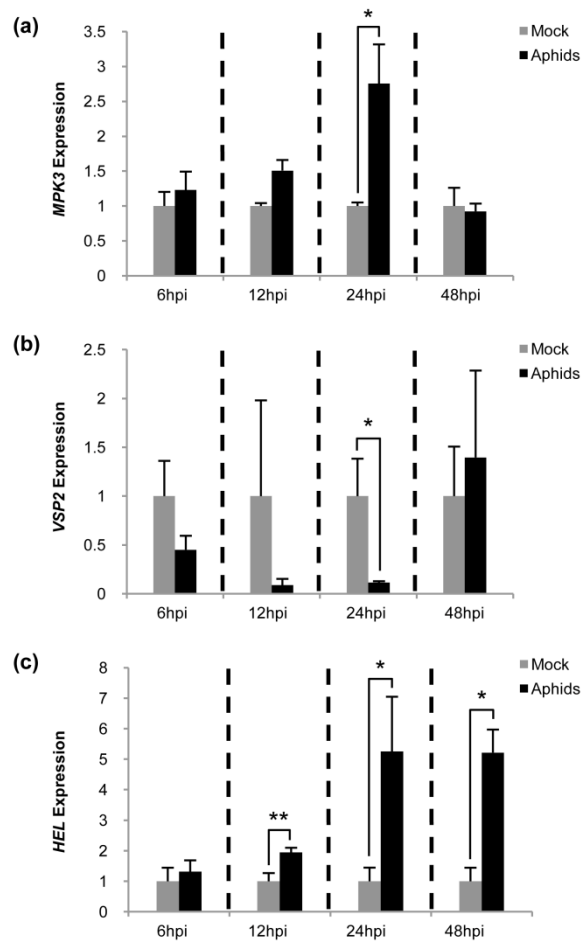 (a)
MPK3 Expression
3.5
3
2.5
2
1.5
1
0.5
0
*
6hpi 12hpi 24hpi 48hpi
Mock
Aphids
(b)
VSP2 Expression
2.5
2
1.5
1
0.5
0
*
6hpi 12hpi 24hpi 48hpi
Mock
Aphids
(c)
HEL Expression
8
7
6
5
4
3
2
1
0
**
*
*
6hpi 12hpi 24hpi 48hpi
Mock
Aphids